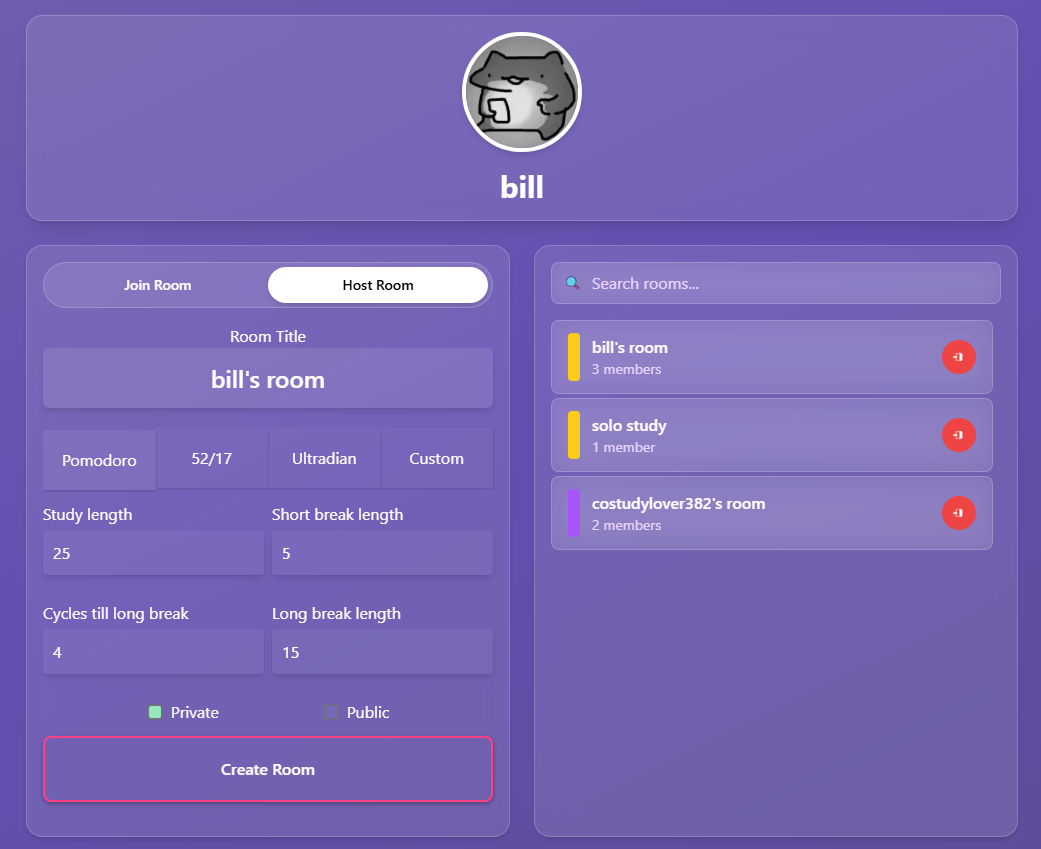 bill
Join Room
Host Room
Room Title
bill's room
Pomodoro
52/17
Ultradian
Custom
Study length
Short break length
25
5
Cycles till long break
Long break length
4
15
Private
Public
Create Room
Search rooms...
bill's room
3 members
solo study
1 member
costudylover382's room
2 members